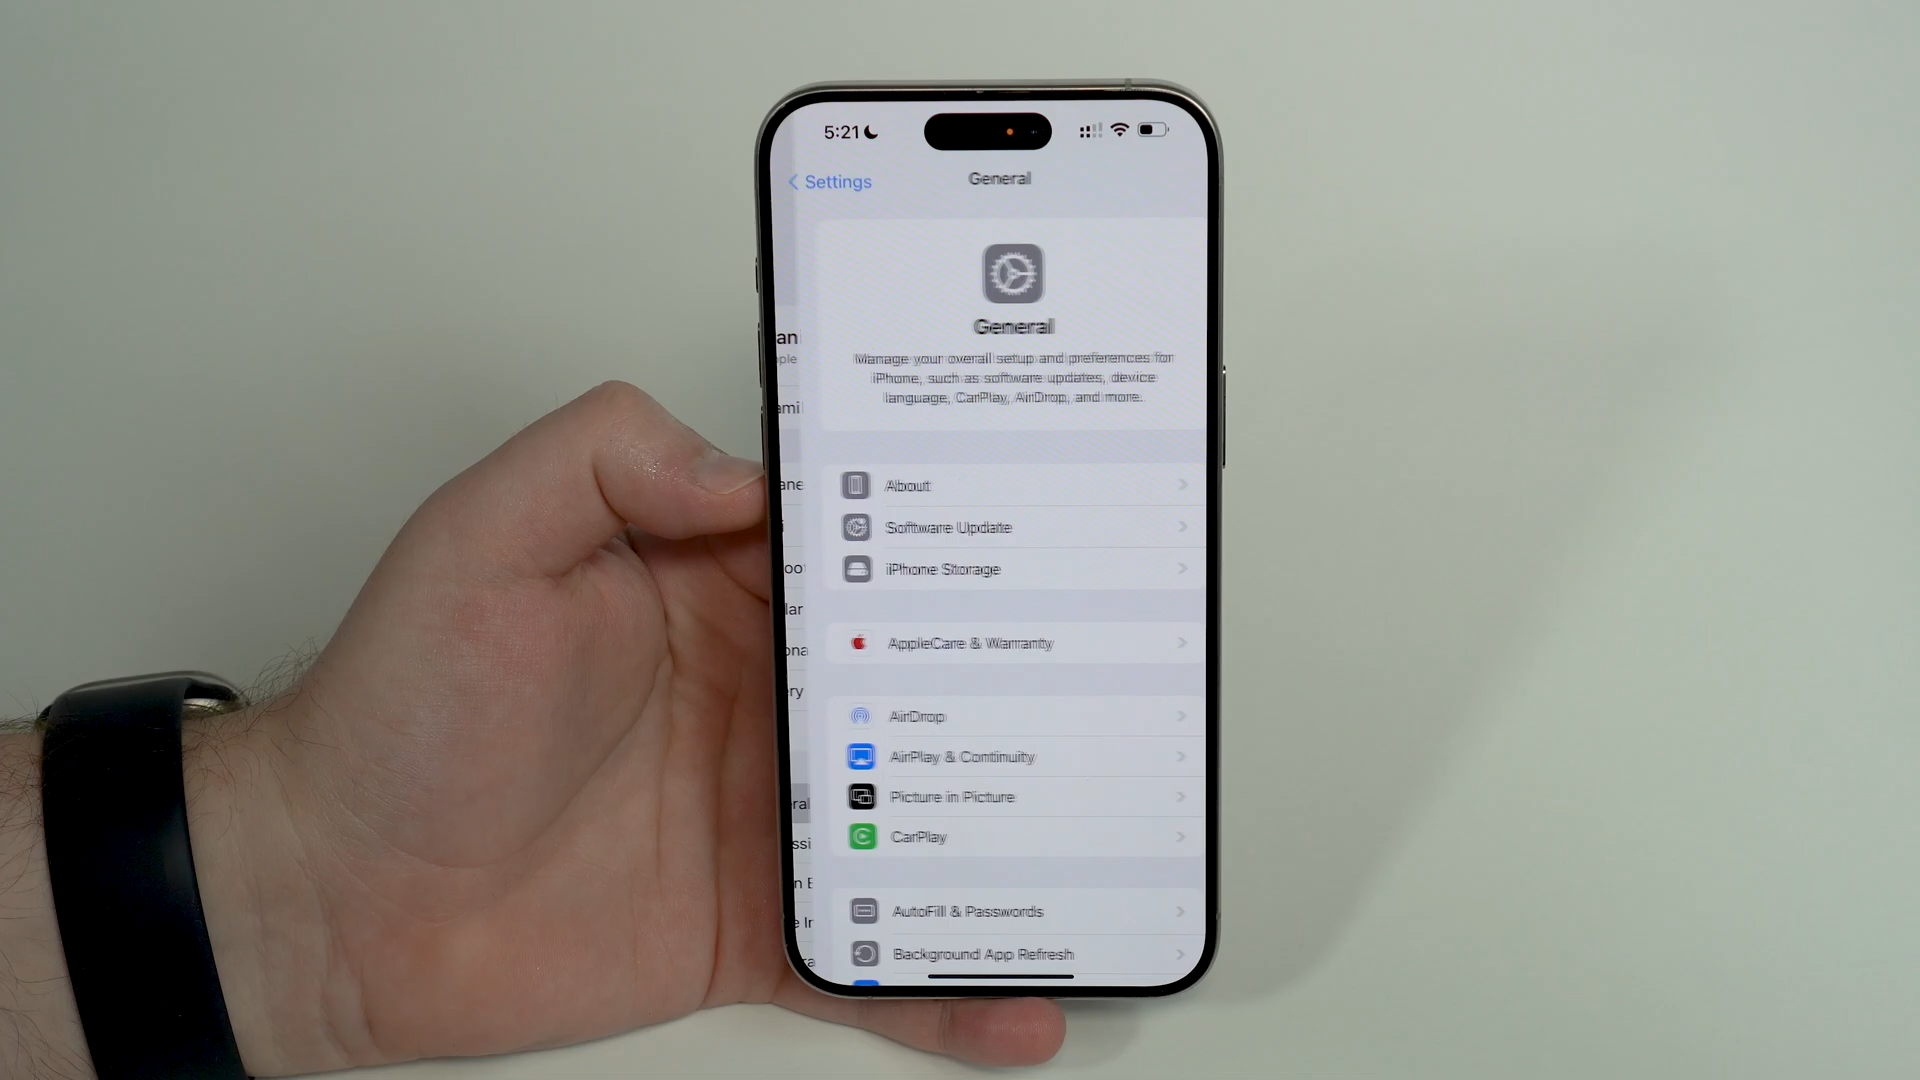 5:21
Settings
General
General
Manage your overall setup and preferences for
iPhone, such as software updates, device
language, CarPlay, AirDrop, and more.
About
Software Update
iPhone Storage
AppleCare & Warranty
AirDrop
AirPlay & Continuity
Picture in Picture
CarPlay
AutoFill & Passwords
Background App Refresh